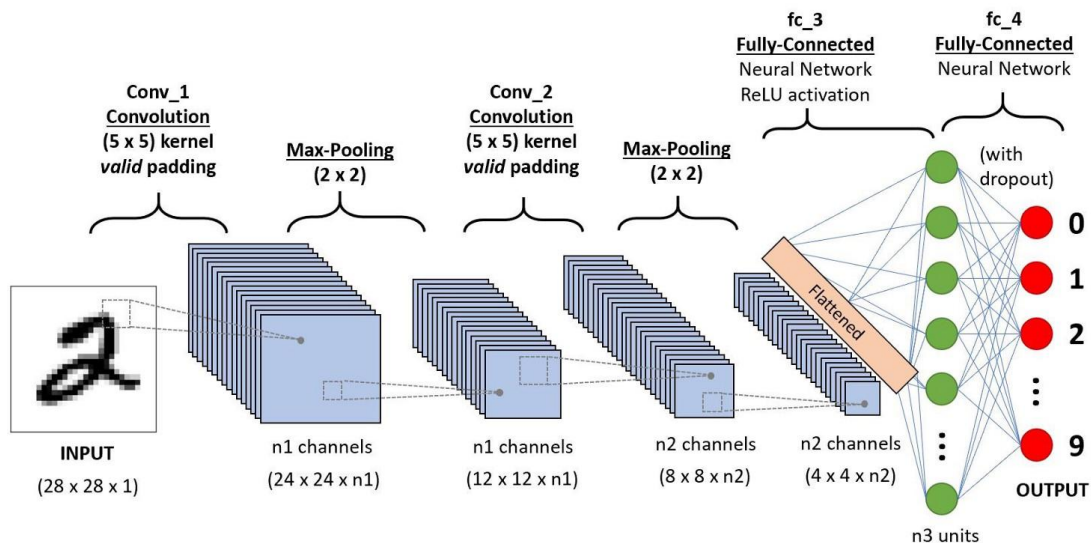 fc_3
Fully-Connected
Neural Network
ReLU activation
fc_4
Fully-Connected
Neural Network
Conv_1
Convolution
(5 x 5) kernel
valid padding
Max-Pooling
(2 x 2)
Conv_2
Convolution
(5 x 5) kernel
valid padding
Max-Pooling
(2 x 2)
(with
dropout)
Flattened
0
1
2
9
2
INPUT
(28 x 28 x 1)
n1 channels
(24 x 24 x n1)
n1 channels
(12 x 12 x n1)
n2 channels
(8 x 8 x n2)
n2 channels
(4 x 4 x n2)
OUTPUT
n3 units